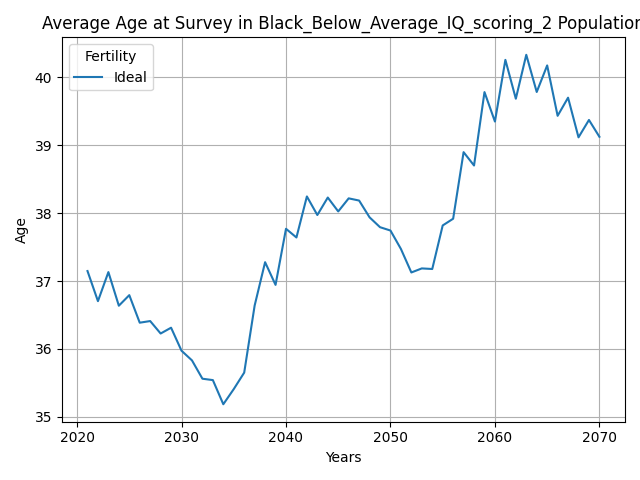 Average Age at Survey in Black_Below_Average_IQ_scoring_2 Population
Fertility
Ideal
Age
40
39
38
37
36
35
2020 2030 2040 2050 2060 2070
Years